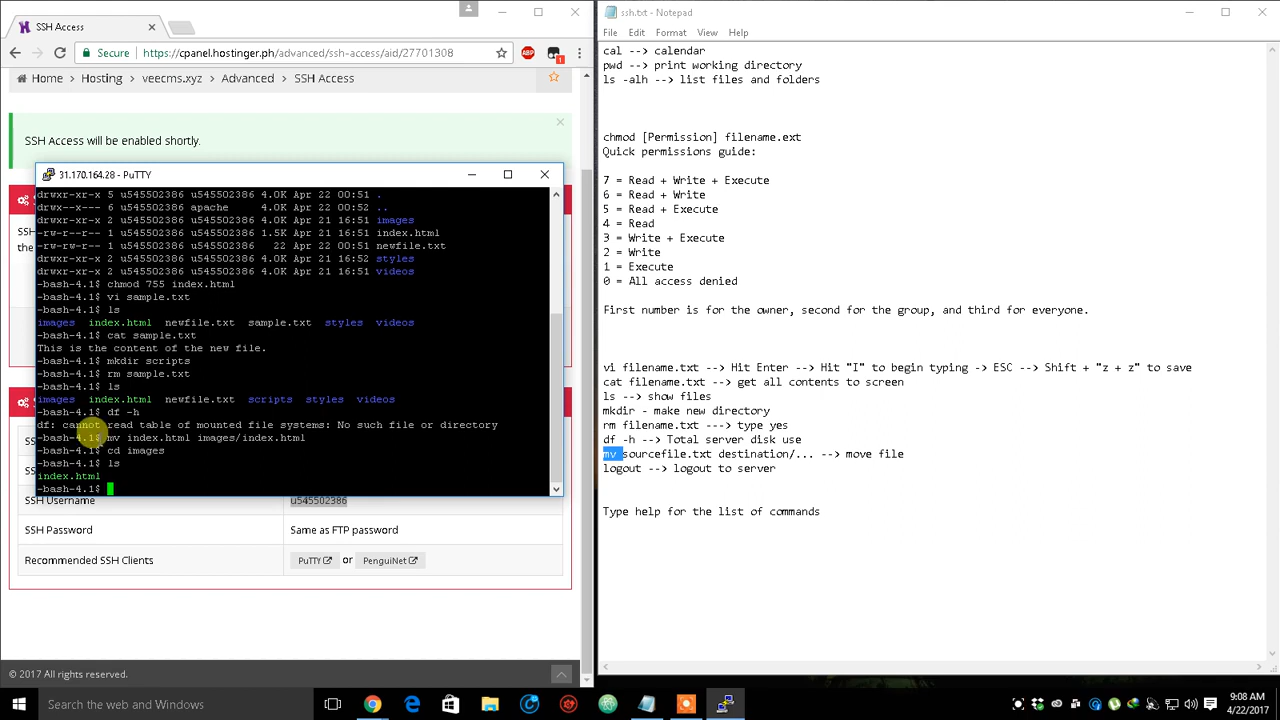 SSH Access
Secure
https://cpanel.hostinger.ph/advanced/ssh-access/aid/27701308
ABP
1
Home > Hosting > veecms.xyz > Advanced > SSH Access
SSH Access will be enabled shortly.
31.170.164.28 - PuTTY
drwxr-xr-x 5 u545502386 u545502386 4.0K Apr 22 00:51 .
drwx--x--- 6 u545502386 apache     4.0K Apr 22 00:52 ..
drwxr-xr-x 2 u545502386 u545502386 4.0K Apr 21 16:51 images
-rw-rw-r-- 1 u545502386 u545502386 1.5K Apr 21 16:51 index.html
-rw-rw-r-- 1 u545502386 u545502386   22 Apr 22 00:51 newfile.txt
drwxr-xr-x 2 u545502386 u545502386 4.0K Apr 21 16:52 styles
drwxr-xr-x 2 u545502386 u545502386 4.0K Apr 21 16:51 videos
-bash-4.1$ chmod 755 index.html
-bash-4.1$ vi sample.txt
-bash-4.1$ ls
images  index.html  newfile.txt  sample.txt  styles  videos
-bash-4.1$ cat sample.txt
This is the content of the new file.
-bash-4.1$ mkdir scripts
-bash-4.1$ rm sample.txt
-bash-4.1$ ls
images  index.html  newfile.txt  scripts  styles  videos
-bash-4.1$ df -h
df: cannot read table of mounted file systems: No such file or directory
-bash-4.1$ mv index.html images/index.html
-bash-4.1$ cd images
-bash-4.1$ ls
index.html
-bash-4.1$
SSH
the
SSH Username u545502386
SSH Password Same as FTP password
Recommended SSH Clients PuTTY or PenguiNet
© 2017 All rights reserved.
ssh.txt - Notepad
File Edit Format View Help
cal --> calendar
pwd --> print working directory
ls -alh --> list files and folders
chmod [Permission] filename.ext
Quick permissions guide:
7 = Read + Write + Execute
6 = Read + Write
5 = Read + Execute
4 = Read
3 = Write + Execute
2 = Write
1 = Execute
0 = All access denied
First number is for the owner, second for the group, and third for everyone.
vi filename.txt --> Hit Enter --> Hit "I" to begin typing -> ESC --> Shift + "z + z" to save
cat filename.txt --> get all contents to screen
ls --> show files
mkdir - make new directory
rm filename.txt ---> type yes
df -h --> Total server disk use
mv sourcefile.txt destination/... --> move file
logout --> logout to server
Type help for the list of commands
Search the web and Windows
9:08 AM
4/22/2017